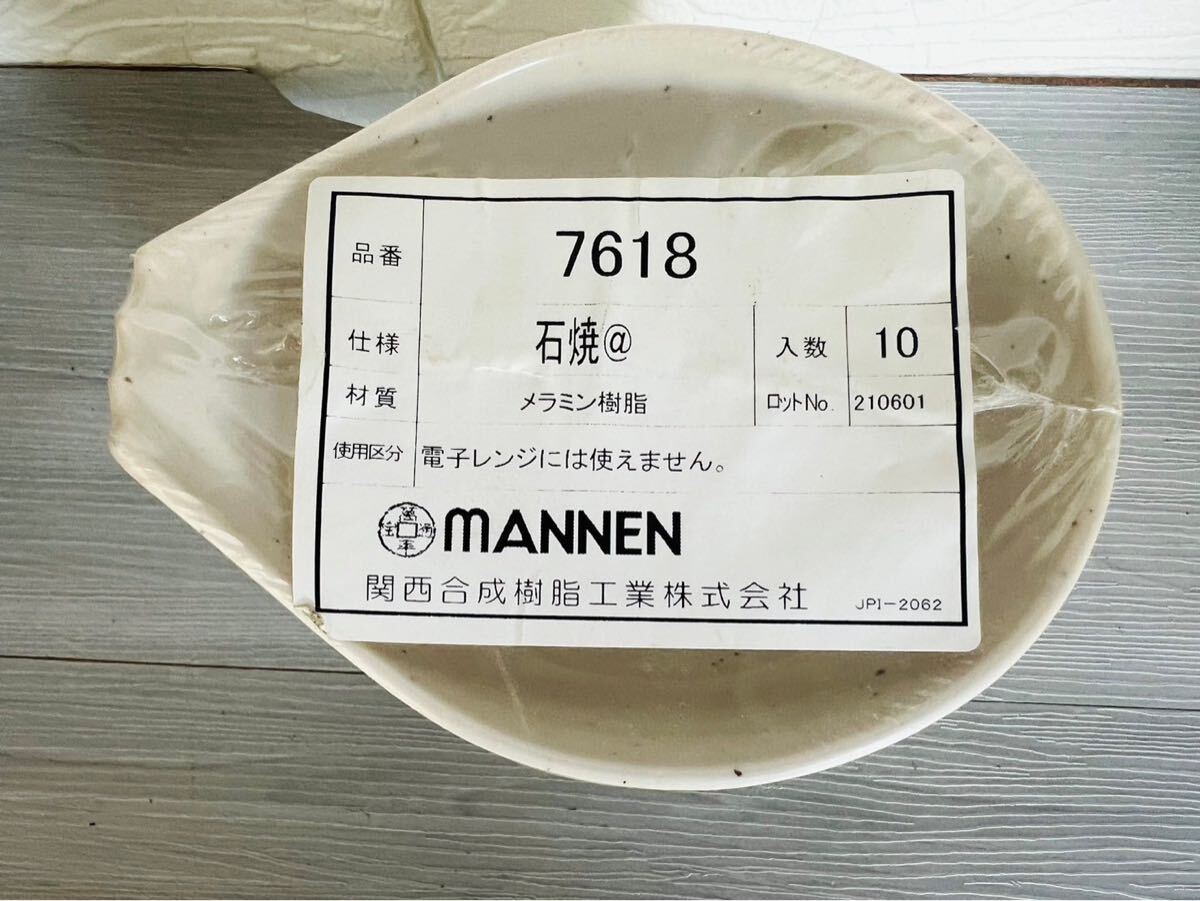 品番 7618
仕様 石焼@ 入数 10
材質 メラミン樹脂 ロットNo. 210601
使用区分 電子レンジには使えません。
MANNEN
関西合成樹脂工業株式会社 JPI-2062